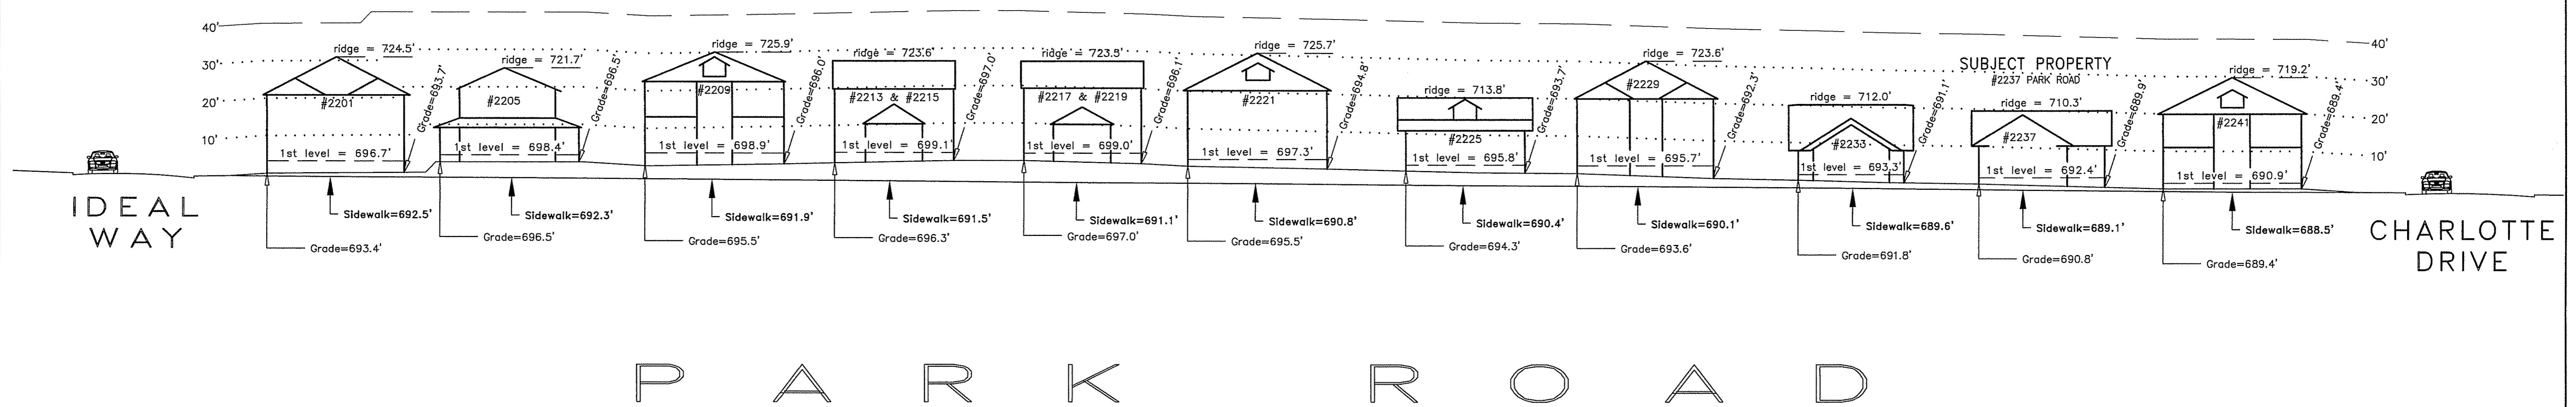 40'
30'
20'
10'
ridge = 724.5'
#2201
1st level = 696.7'
Grade=693.7'
Sidewalk=692.5'
Grade=693.4'
ridge = 721.7'
#2205
1st level = 698.4'
Grade=696.5'
Sidewalk=692.3'
Grade=696.5'
ridge = 725.9'
#2209
1st level = 698.9'
Grade=696.0'
Sidewalk=691.9'
Grade=695.5'
ridge = 723.6'
#2213 & #2215
1st level = 699.1'
Grade=697.0'
Sidewalk=691.5'
Grade=696.3'
ridge = 723.5'
#2217 & #2219
1st level = 699.0'
Grade=696.1'
Sidewalk=691.1'
Grade=697.0'
ridge = 725.7'
#2221
1st level = 697.3'
Grade=694.8'
Sidewalk=690.8'
Grade=695.5'
ridge = 713.8'
#2225
1st level = 695.8'
Grade=693.7'
Sidewalk=690.4'
Grade=694.3'
ridge = 723.6'
#2229
1st level = 695.7'
Grade=692.3'
Sidewalk=690.1'
Grade=693.6'
ridge = 712.0'
#2233
1st level = 693.3'
Grade=691.1'
Sidewalk=689.6'
Grade=691.8'
SUBJECT PROPERTY
#2237 PARK ROAD
ridge = 710.3'
#2237
1st level = 692.4'
Grade=689.9'
Sidewalk=689.1'
Grade=690.8'
ridge = 719.2'
#2241
1st level = 690.9'
Grade=689.4'
Sidewalk=688.5'
Grade=689.4'
40'
30'
20'
10'
IDEAL
WAY
CHARLOTTE
DRIVE
PARK ROAD